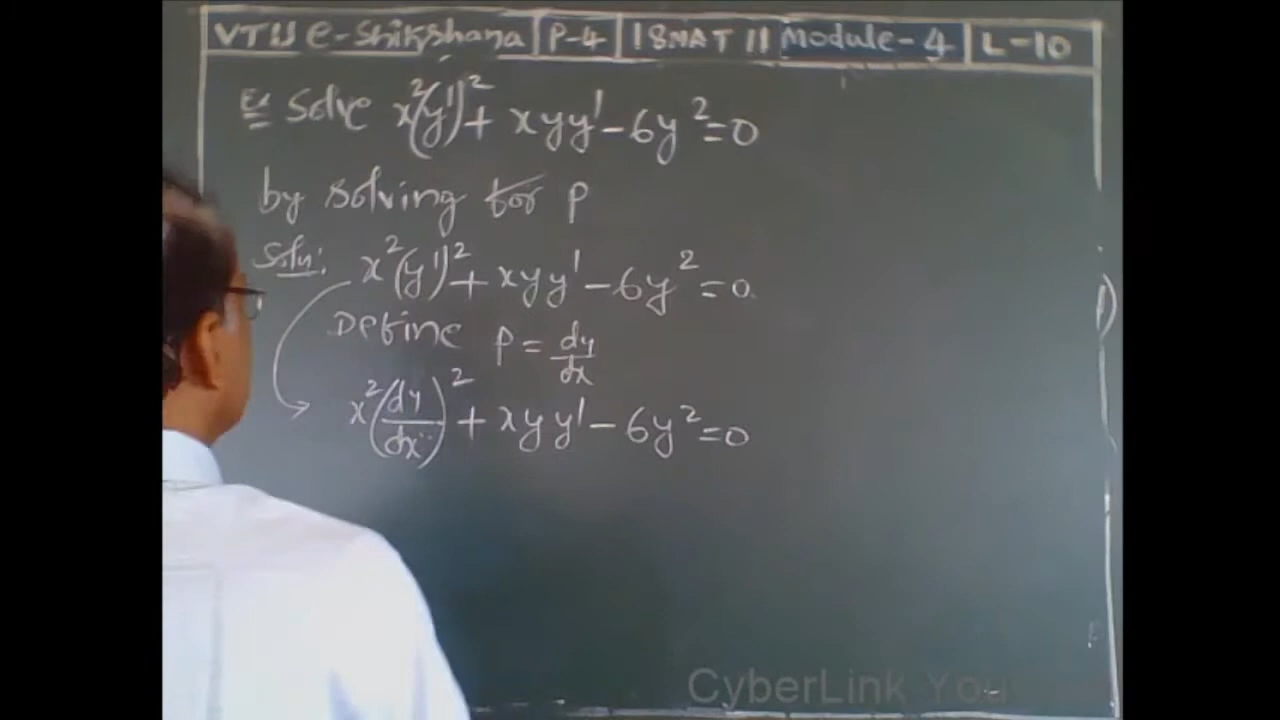 VTU e-Shikshana P-4 18MAT11 Module-4 L-10
Ex Solve x²(y')² + xyy' - 6y² = 0
by solving for p
Soln: x²(y')² + xyy' - 6y² = 0
Define p = dy/dx
x²(dy/dx)² + xyy' - 6y² = 0
CyberLink You